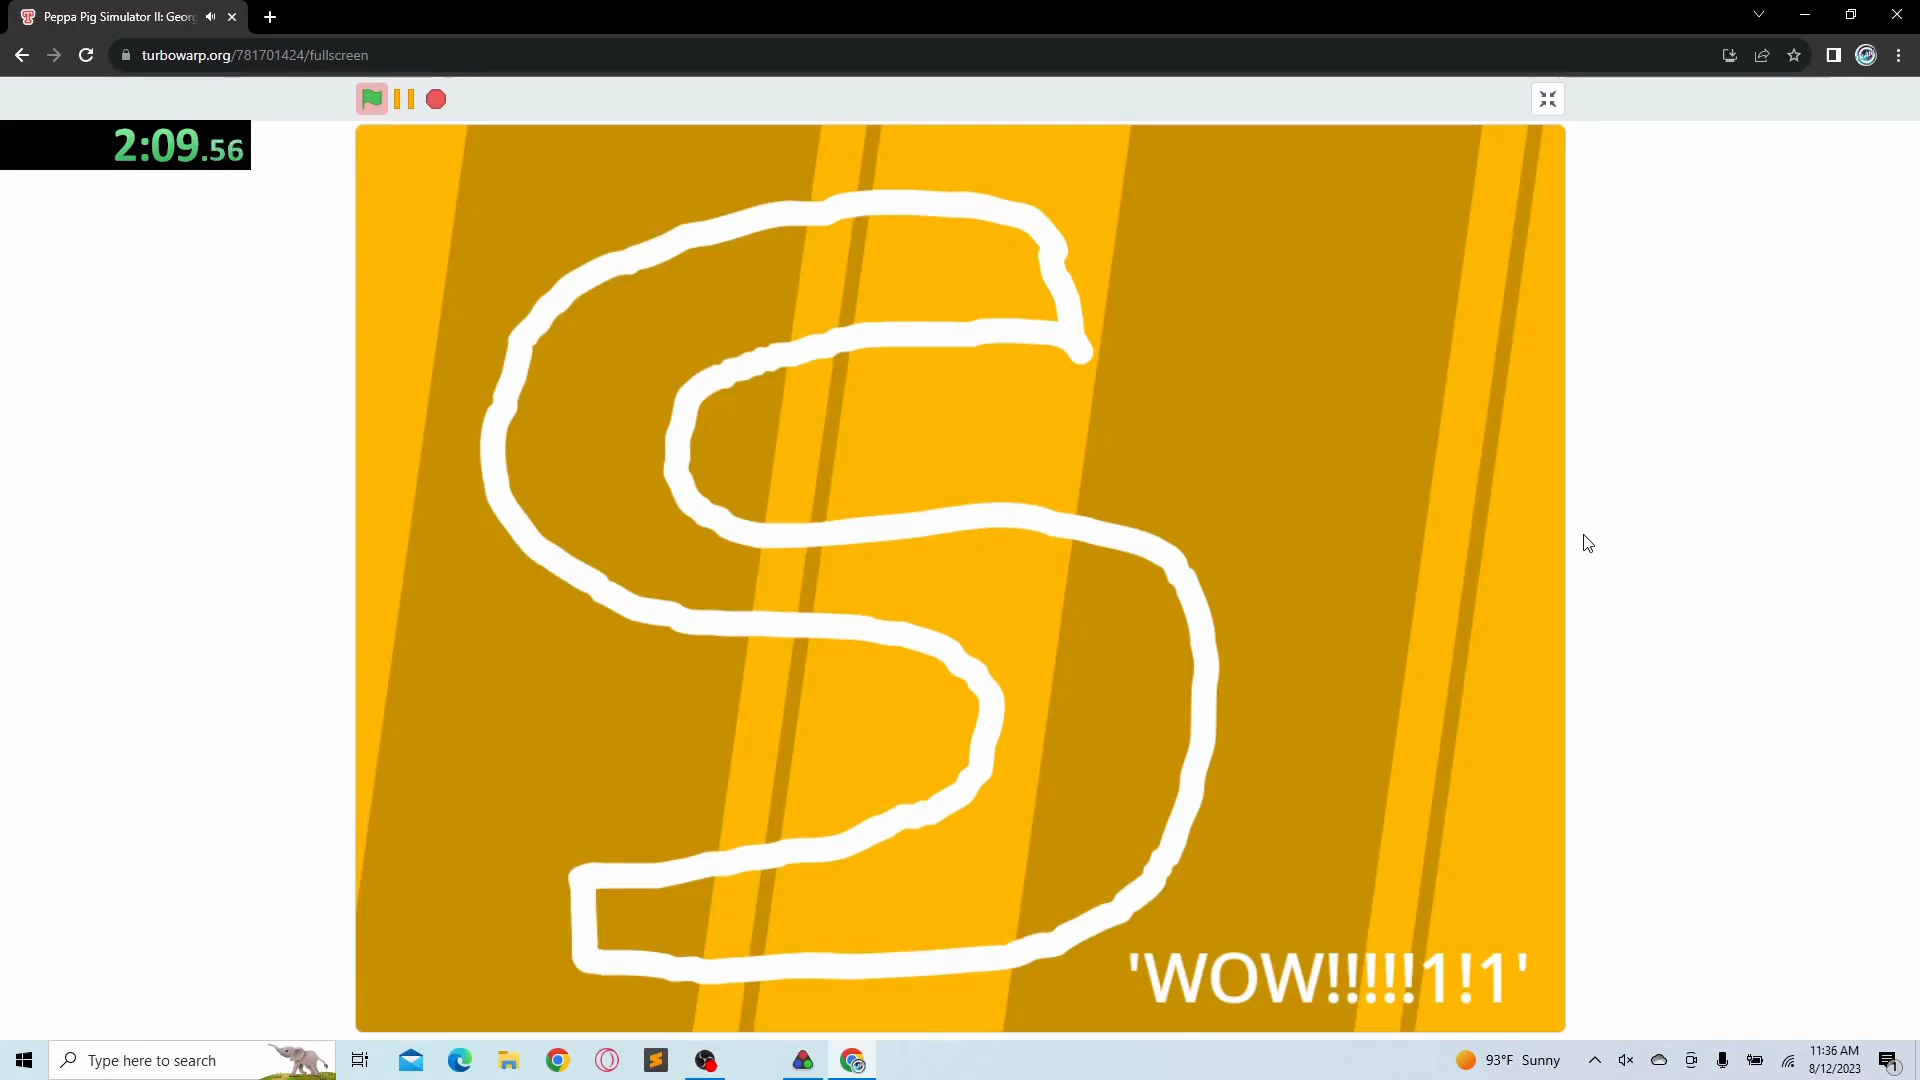 Peppa Pig Simulator II: Geor
turbowarp.org/781701424/fullscreen
2:09.56
S
'WOW!!!!!1!1'
Type here to search
93°F Sunny
11:36 AM
8/12/2023
1